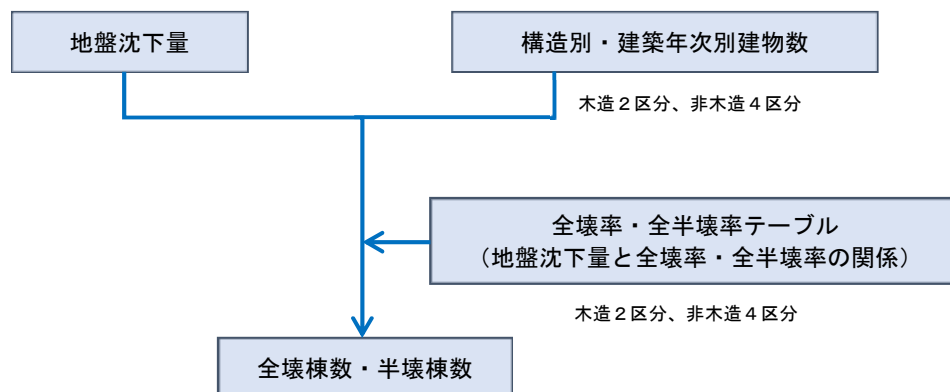 地盤沈下量
構造別・建築年次別建物数
木造２区分、非木造４区分
全壊率・全半壊率テーブル
（地盤沈下量と全壊率・全半壊率の関係）
木造２区分、非木造４区分
全壊棟数・半壊棟数